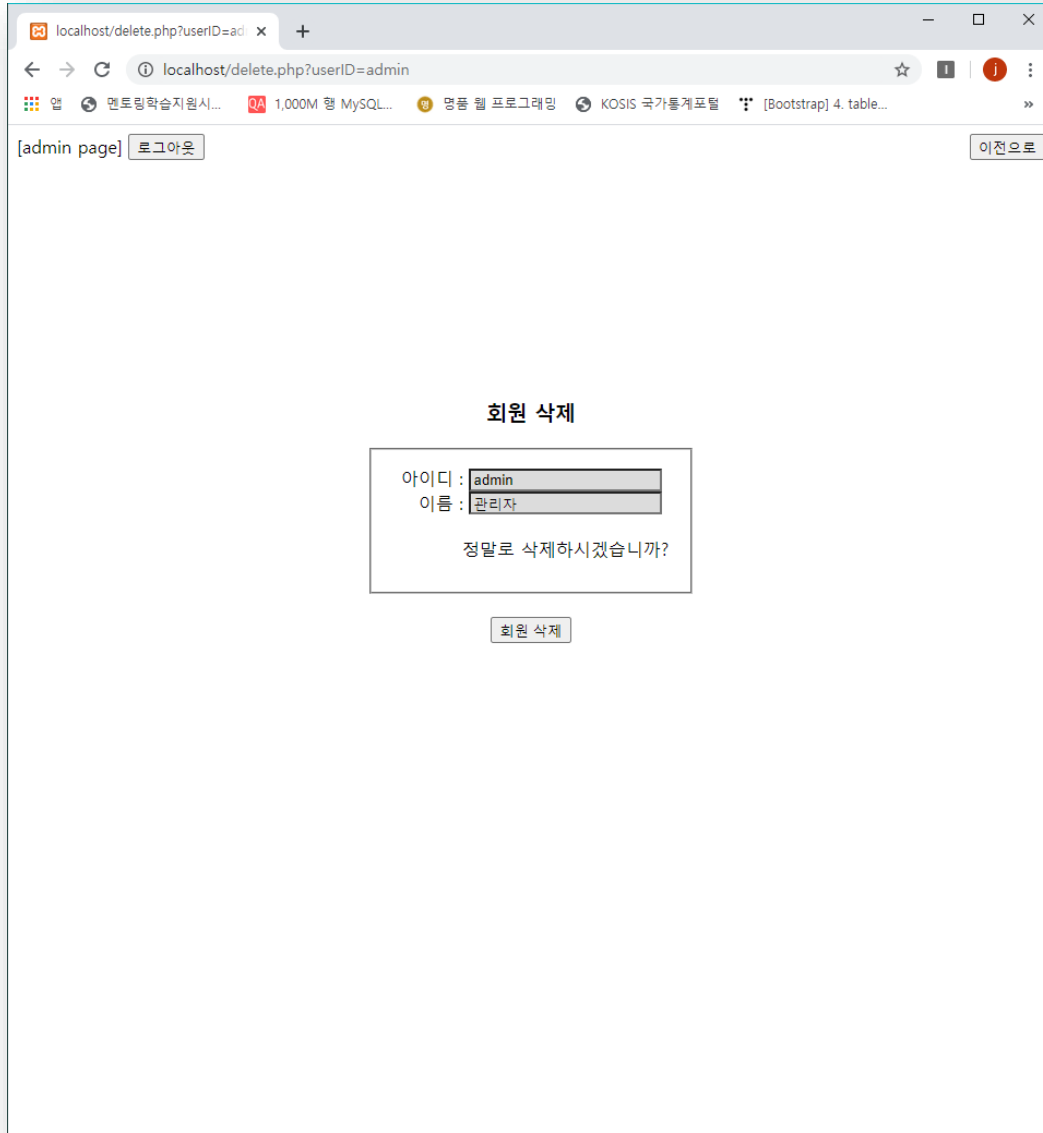 localhost/delete.php?userID=ad
localhost/delete.php?userID=admin
앱 멘토링학습지원시... QA 1,000M 행 MySQL... 명 명품 웹 프로그래밍 KOSIS 국가통계포털 [Bootstrap] 4. table... »
[admin page] 로그아웃 이전으로
회원 삭제
아이디 : admin
이름 : 관리자
정말로 삭제하시겠습니까?
회원 삭제